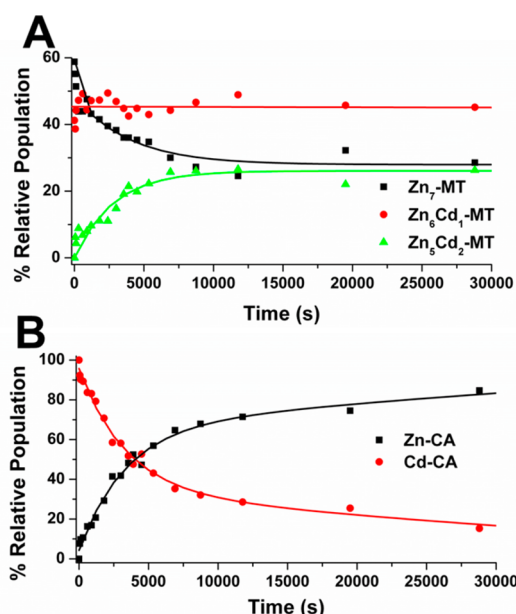 A
60
40
20
0
% Relative Population
Zn₇-MT
Zn₆Cd₁-MT
Zn₅Cd₂-MT
0 5000 10000 15000 20000 25000 30000
Time (s)
B
100
80
60
40
20
0
% Relative Population
Zn-CA
Cd-CA
0 5000 10000 15000 20000 25000 30000
Time (s)